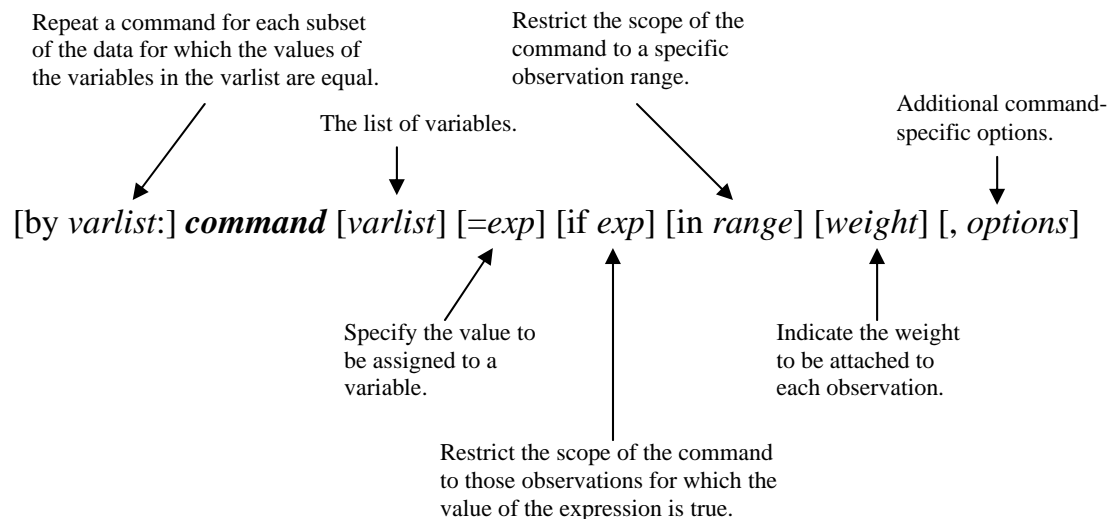 Repeat a command for each subset
of the data for which the values of
the variables in the varlist are equal.
Restrict the scope of the
command to a specific
observation range.
The list of variables.
Additional command-
specific options.
[by varlist:] command [varlist] [=exp] [if exp] [in range] [weight] [, options]
Specify the value to
be assigned to a
variable.
Indicate the weight
to be attached to
each observation.
Restrict the scope of the command
to those observations for which the
value of the expression is true.